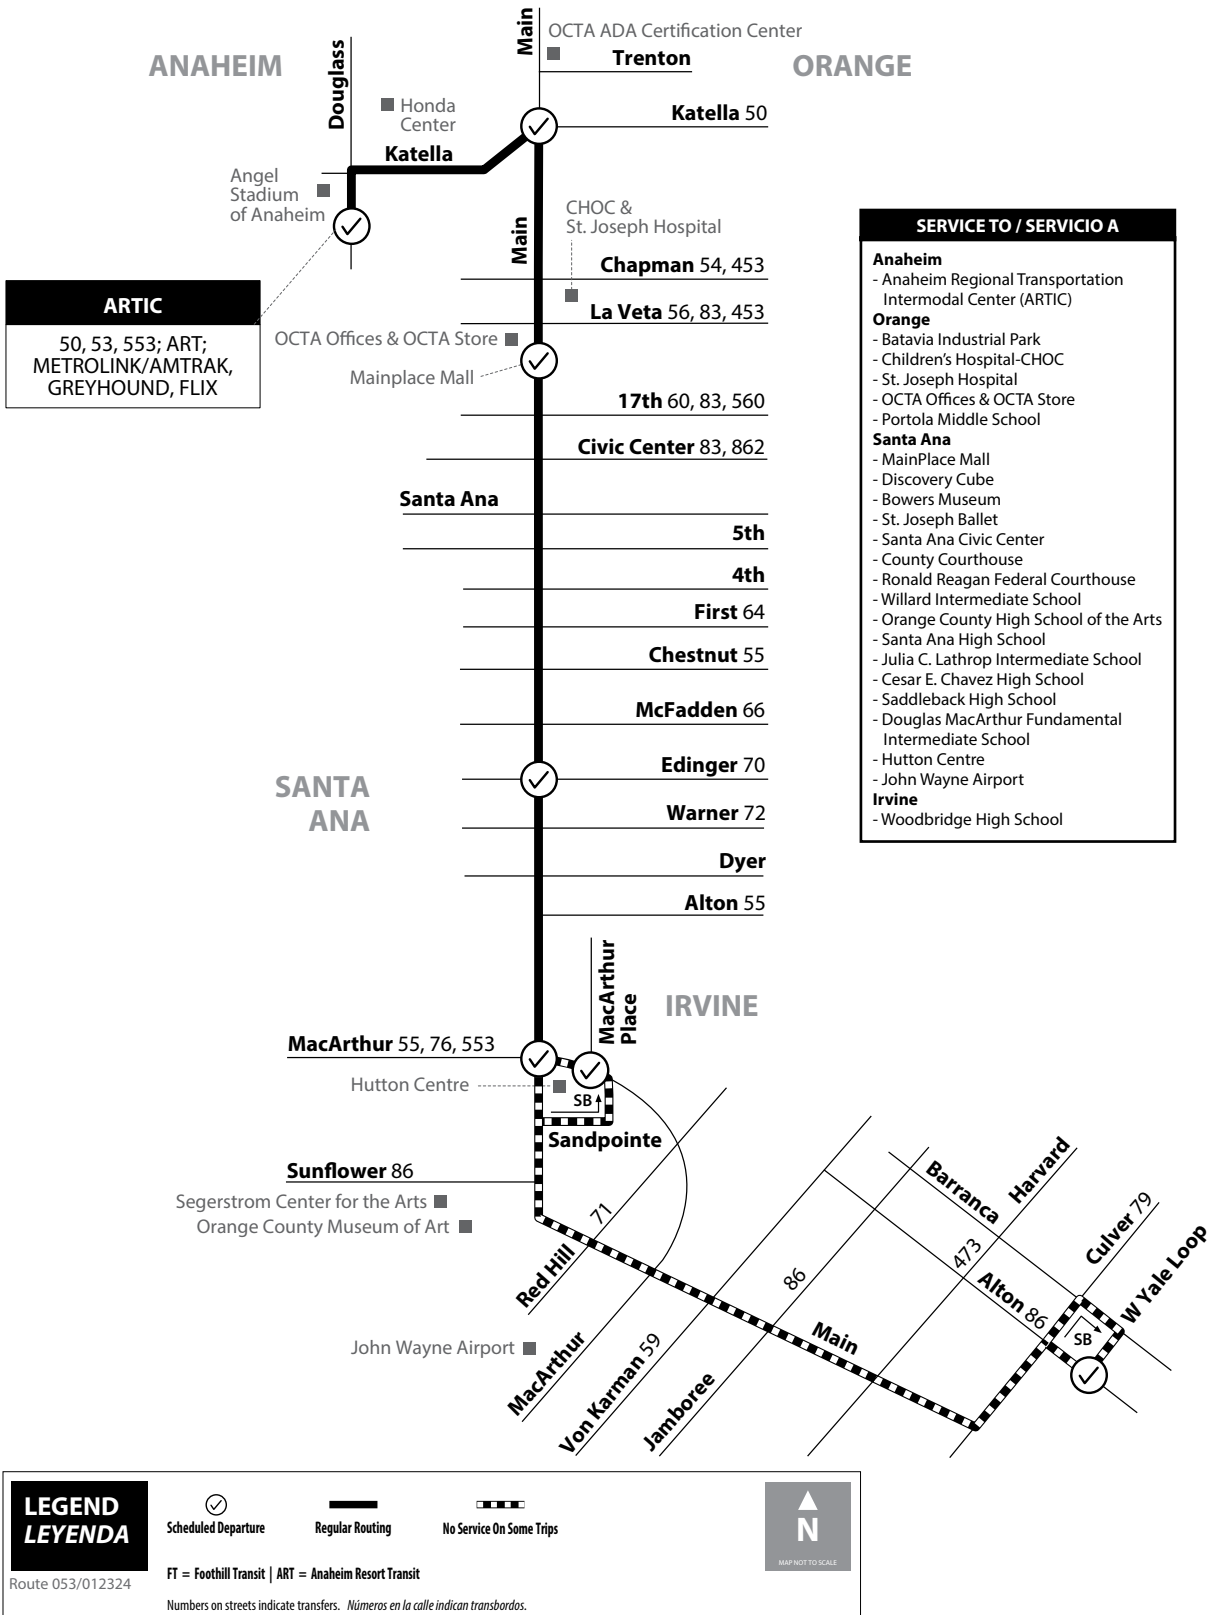 Main
OCTA ADA Certification Center
Trenton
ANAHEIM
ORANGE
Douglass
Honda
Center
Katella 50
Katella
Angel
Stadium
of Anaheim
CHOC &
St. Joseph Hospital
Main
Chapman 54, 453
La Veta 56, 83, 453
ARTIC
50, 53, 553; ART;
METROLINK/AMTRAK,
GREYHOUND, FLIX
OCTA Offices & OCTA Store
Mainplace Mall
17th 60, 83, 560
Civic Center 83, 862
Santa Ana
5th
4th
First 64
Chestnut 55
McFadden 66
SANTA
ANA
Edinger 70
Warner 72
Dyer
Alton 55
SERVICE TO / SERVICIO A
Anaheim
- Anaheim Regional Transportation
Intermodal Center (ARTIC)
Orange
- Batavia Industrial Park
- Children's Hospital-CHOC
- St. Joseph Hospital
- OCTA Offices & OCTA Store
- Portola Middle School
Santa Ana
- MainPlace Mall
- Discovery Cube
- Bowers Museum
- St. Joseph Ballet
- Santa Ana Civic Center
- County Courthouse
- Ronald Reagan Federal Courthouse
- Willard Intermediate School
- Orange County High School of the Arts
- Santa Ana High School
- Julia C. Lathrop Intermediate School
- Cesar E. Chavez High School
- Saddleback High School
- Douglas MacArthur Fundamental
Intermediate School
- Hutton Centre
- John Wayne Airport
Irvine
- Woodbridge High School
MacArthur
Place
IRVINE
MacArthur 55, 76, 553
Hutton Centre
SB
Sandpointe
Sunflower 86
Segerstrom Center for the Arts
Orange County Museum of Art
Red Hill 71
John Wayne Airport
MacArthur
Von Karman 59
Jamboree 86
Main
Barranca
Harvard 473
Alton 86
Culver 79
W Yale Loop
SB
LEGEND
LEYENDA
Route 053/012324
Scheduled Departure
Regular Routing
No Service On Some Trips
FT = Foothill Transit | ART = Anaheim Resort Transit
Numbers on streets indicate transfers. Números en la calle indican transbordos.
N
MAP NOT TO SCALE